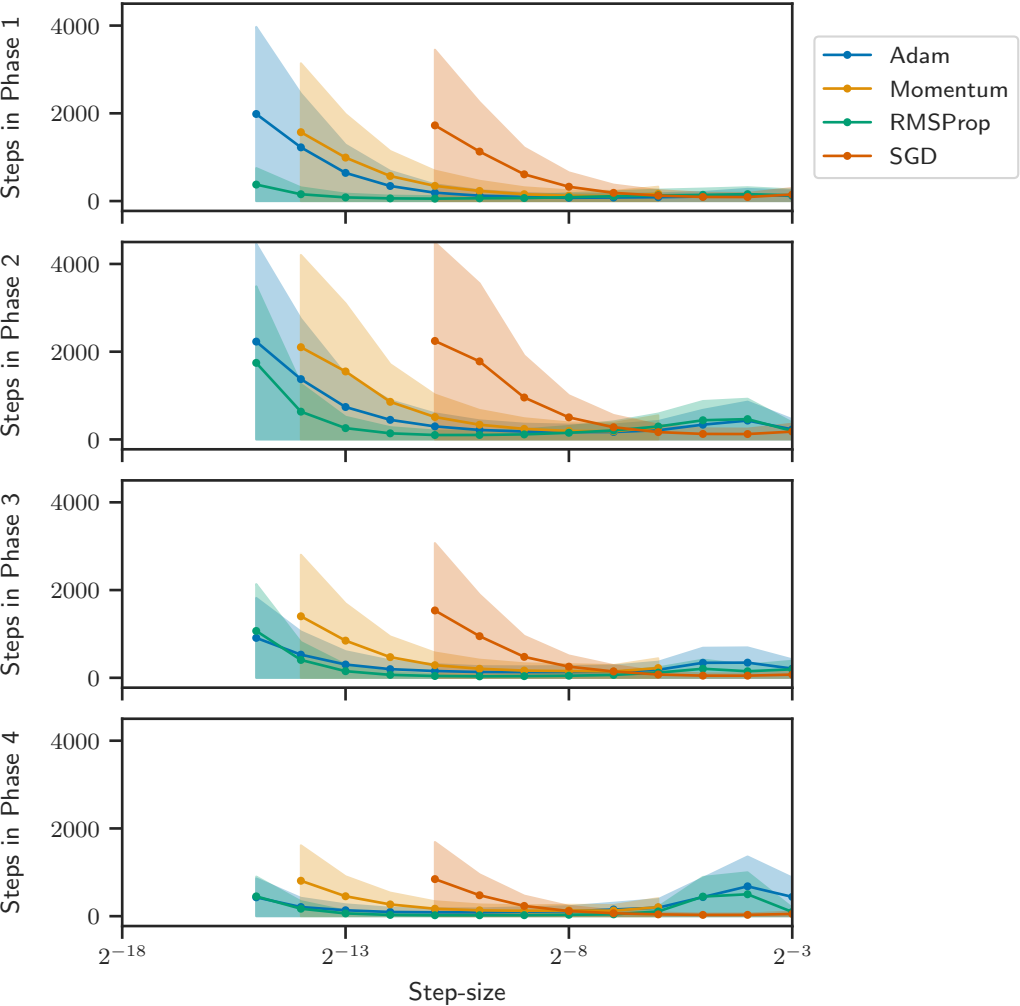 Steps in Phase 1
4000
2000
0
Adam
Momentum
RMSProp
SGD
Steps in Phase 2
4000
2000
0
Steps in Phase 3
4000
2000
0
Steps in Phase 4
4000
2000
0
2⁻¹⁸ 2⁻¹³ 2⁻⁸ 2⁻³
Step-size